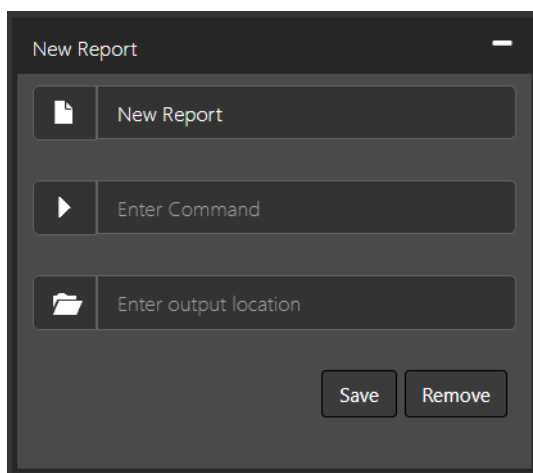 New Report
New Report
Enter Command
Enter output location
Save Remove